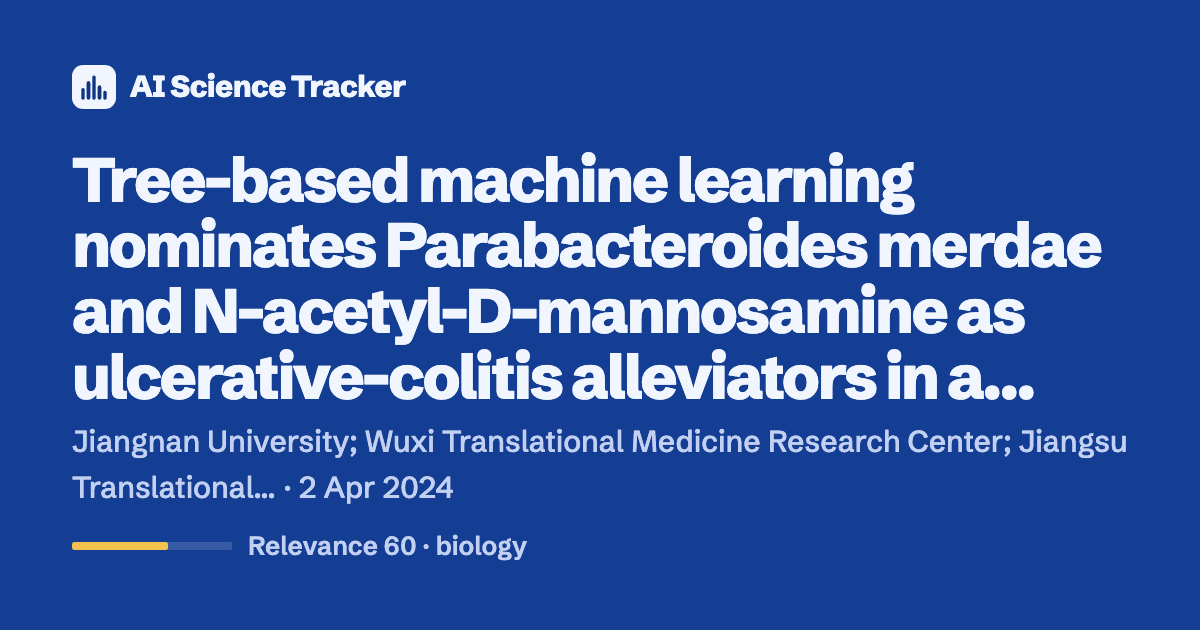 AI Science Tracker
Tree-based machine learning
nominates Parabacteroides merdae
and N-acetyl-D-mannosamine as
ulcerative-colitis alleviators in a...
Jiangnan University; Wuxi Translational Medicine Research Center; Jiangsu
Translational... · 2 Apr 2024
Relevance 60 · biology